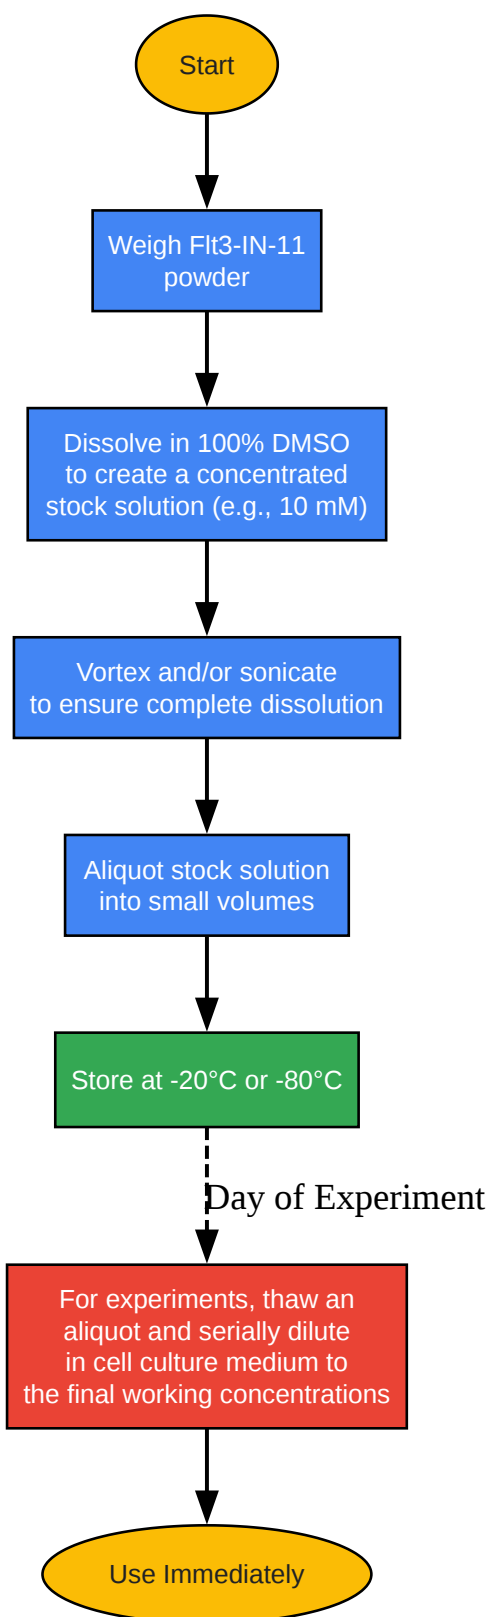 Start
Weigh Flt3-IN-11
powder
Dissolve in 100% DMSO
to create a concentrated
stock solution (e.g., 10 mM)
Vortex and/or sonicate
to ensure complete dissolution
Aliquot stock solution
into small volumes
Store at -20°C or -80°C
Day of Experiment
For experiments, thaw an
aliquot and serially dilute
in cell culture medium to
the final working concentrations
Use Immediately